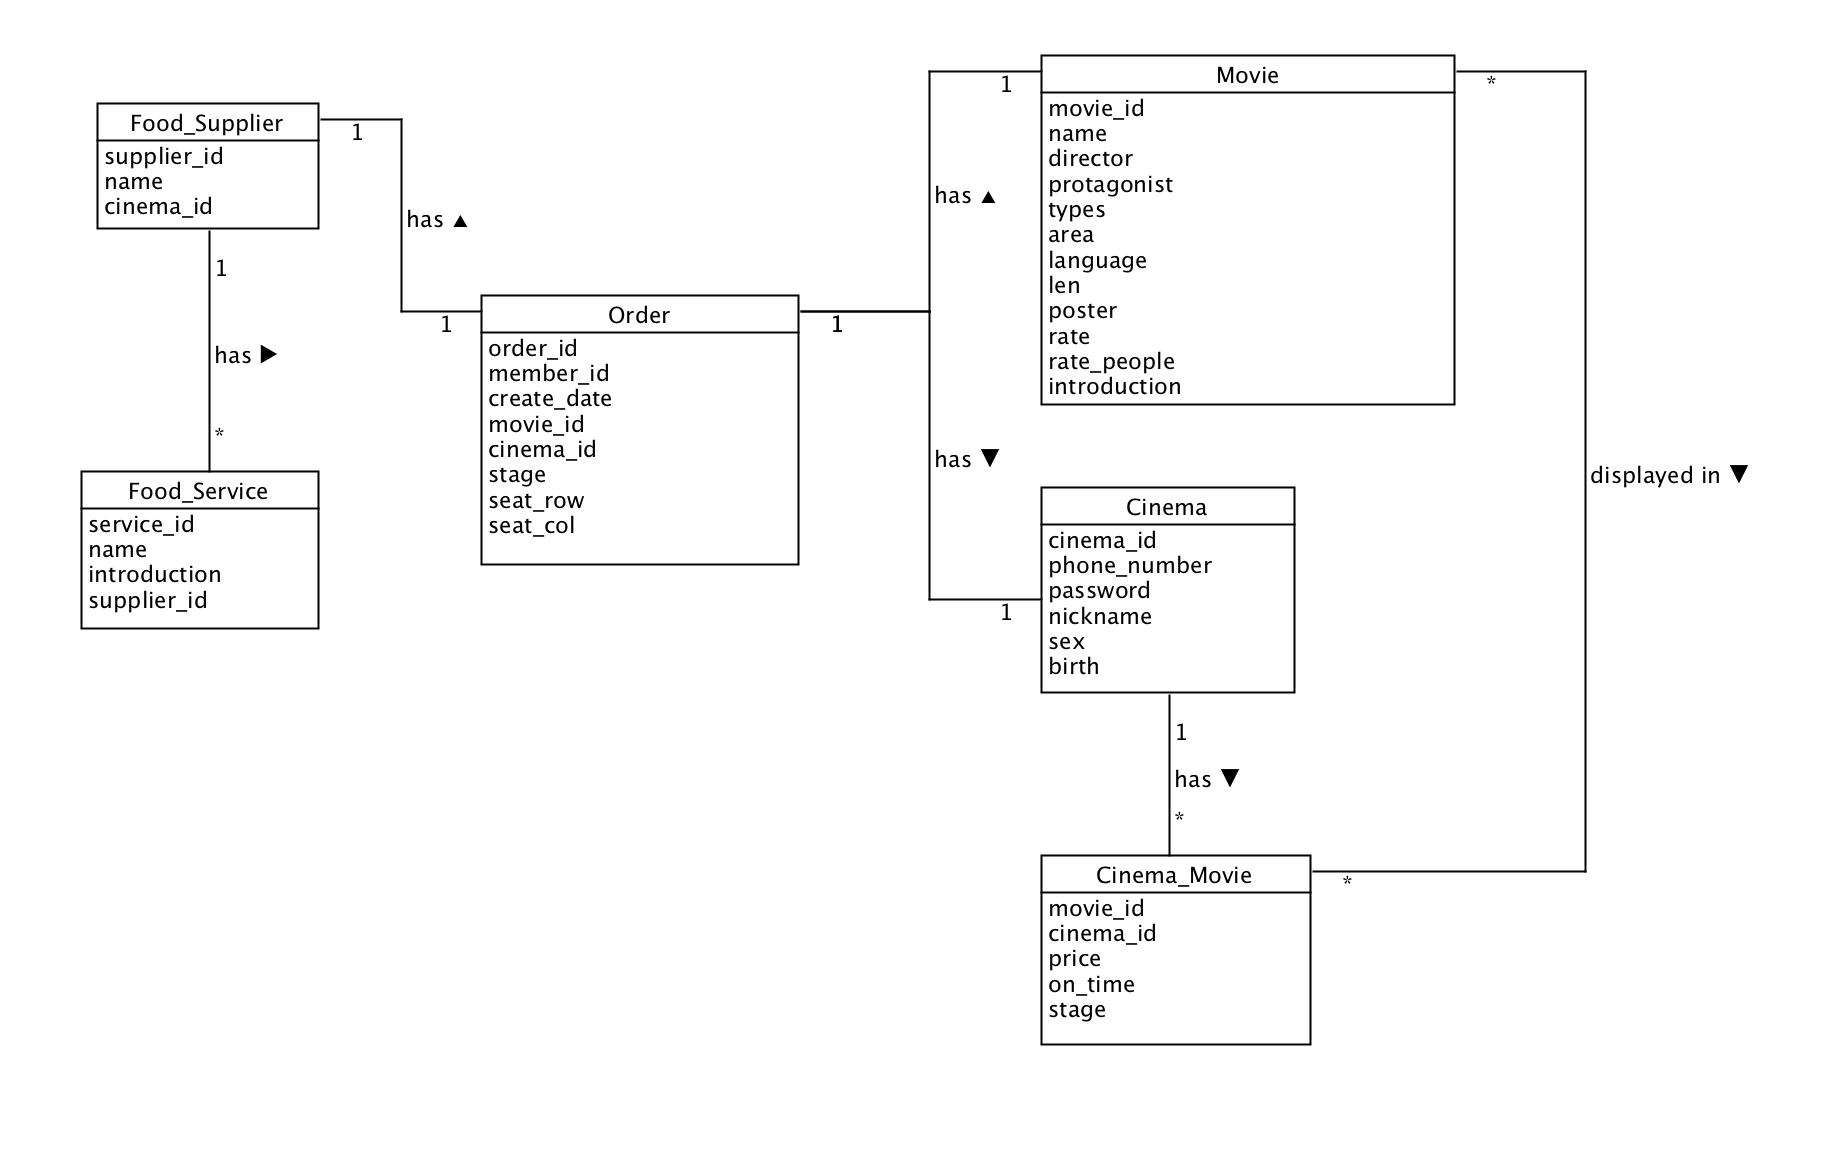 Food_Supplier
supplier_id
name
cinema_id
1
has ▲
1
1
has ▶
*
Food_Service
service_id
name
introduction
supplier_id
Order
order_id
member_id
create_date
movie_id
cinema_id
stage
seat_row
seat_col
1
has ▲
1
has ▼
1
Movie
movie_id
name
director
protagonist
types
area
language
len
poster
rate
rate_people
introduction
*
displayed in ▼
*
Cinema
cinema_id
phone_number
password
nickname
sex
birth
1
has ▼
*
Cinema_Movie
movie_id
cinema_id
price
on_time
stage